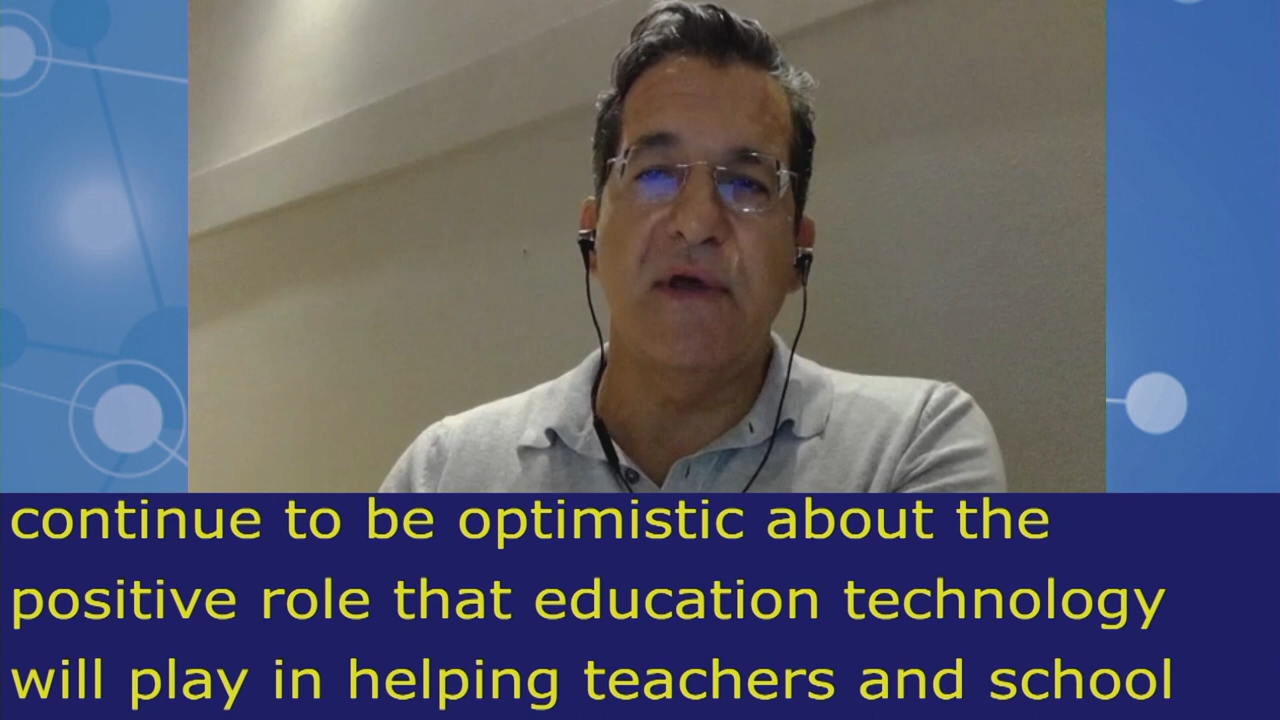 continue to be optimistic about the
positive role that education technology
will play in helping teachers and school